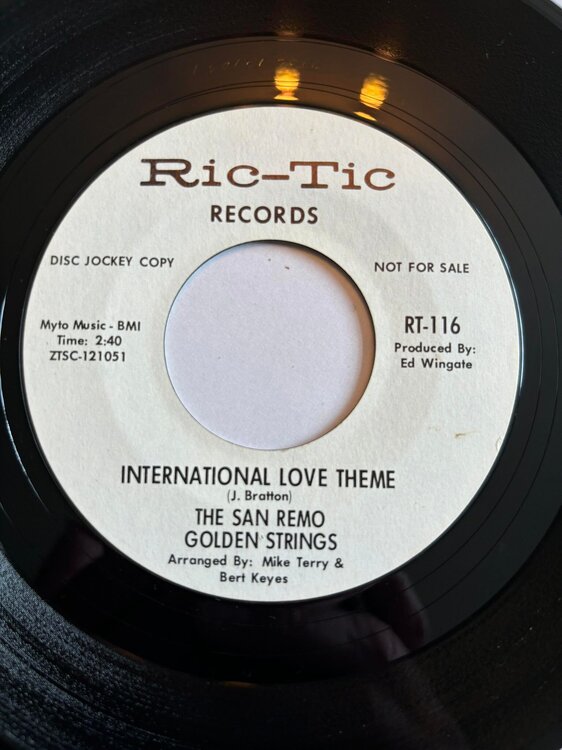 Ric-Tic
RECORDS
DISC JOCKEY COPY
NOT FOR SALE
Myto Music - BMI
Time: 2:40
ZTSC-121051
RT-116
Produced By:
Ed Wingate
INTERNATIONAL LOVE THEME
(J. Bratton)
THE SAN REMO
GOLDEN STRINGS
Arranged By: Mike Terry &
Bert Keyes